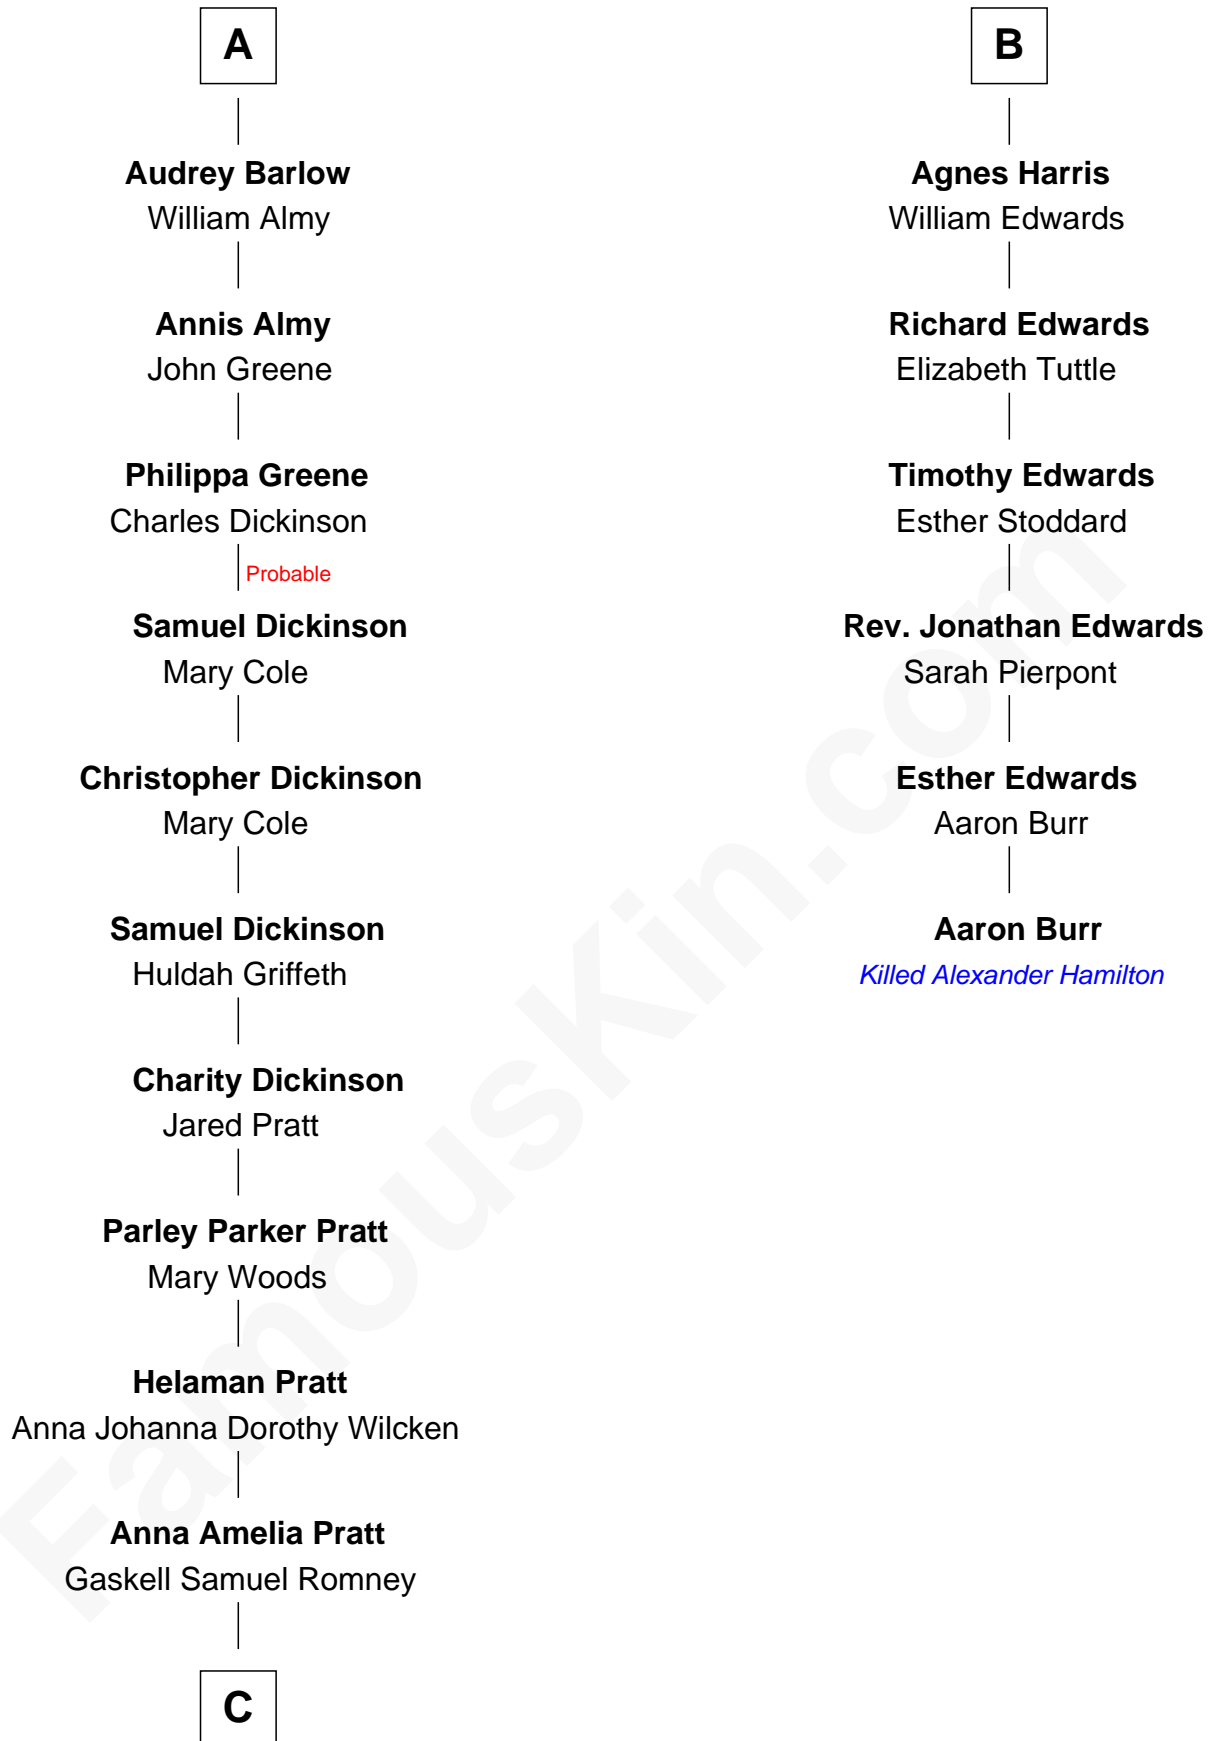 A
Audrey Barlow
William Almy
Annis Almy
John Greene
Philippa Greene
Charles Dickinson
Probable
Samuel Dickinson
Mary Cole
Christopher Dickinson
Mary Cole
Samuel Dickinson
Huldah Griffeth
Charity Dickinson
Jared Pratt
Parley Parker Pratt
Mary Woods
Helaman Pratt
Anna Johanna Dorothy Wilcken
Anna Amelia Pratt
Gaskell Samuel Romney
C
B
Agnes Harris
William Edwards
Richard Edwards
Elizabeth Tuttle
Timothy Edwards
Esther Stoddard
Rev. Jonathan Edwards
Sarah Pierpont
Esther Edwards
Aaron Burr
Aaron Burr
Killed Alexander Hamilton
FamousKin.com